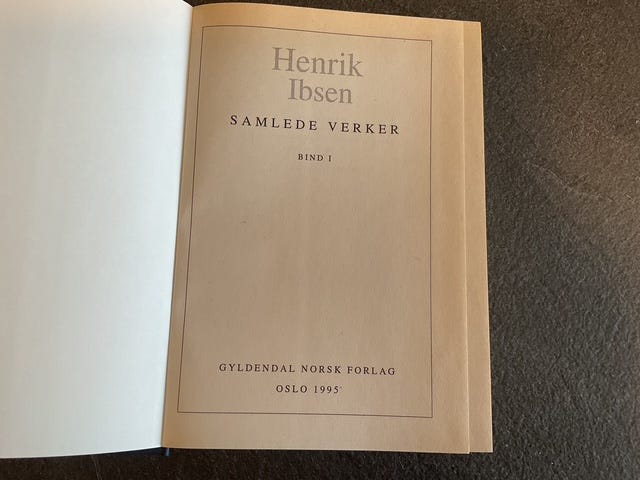 Henrik
Ibsen
SAMLEDE VERKER
BIND I
GYLDENDAL NORSK FORLAG
OSLO 1995